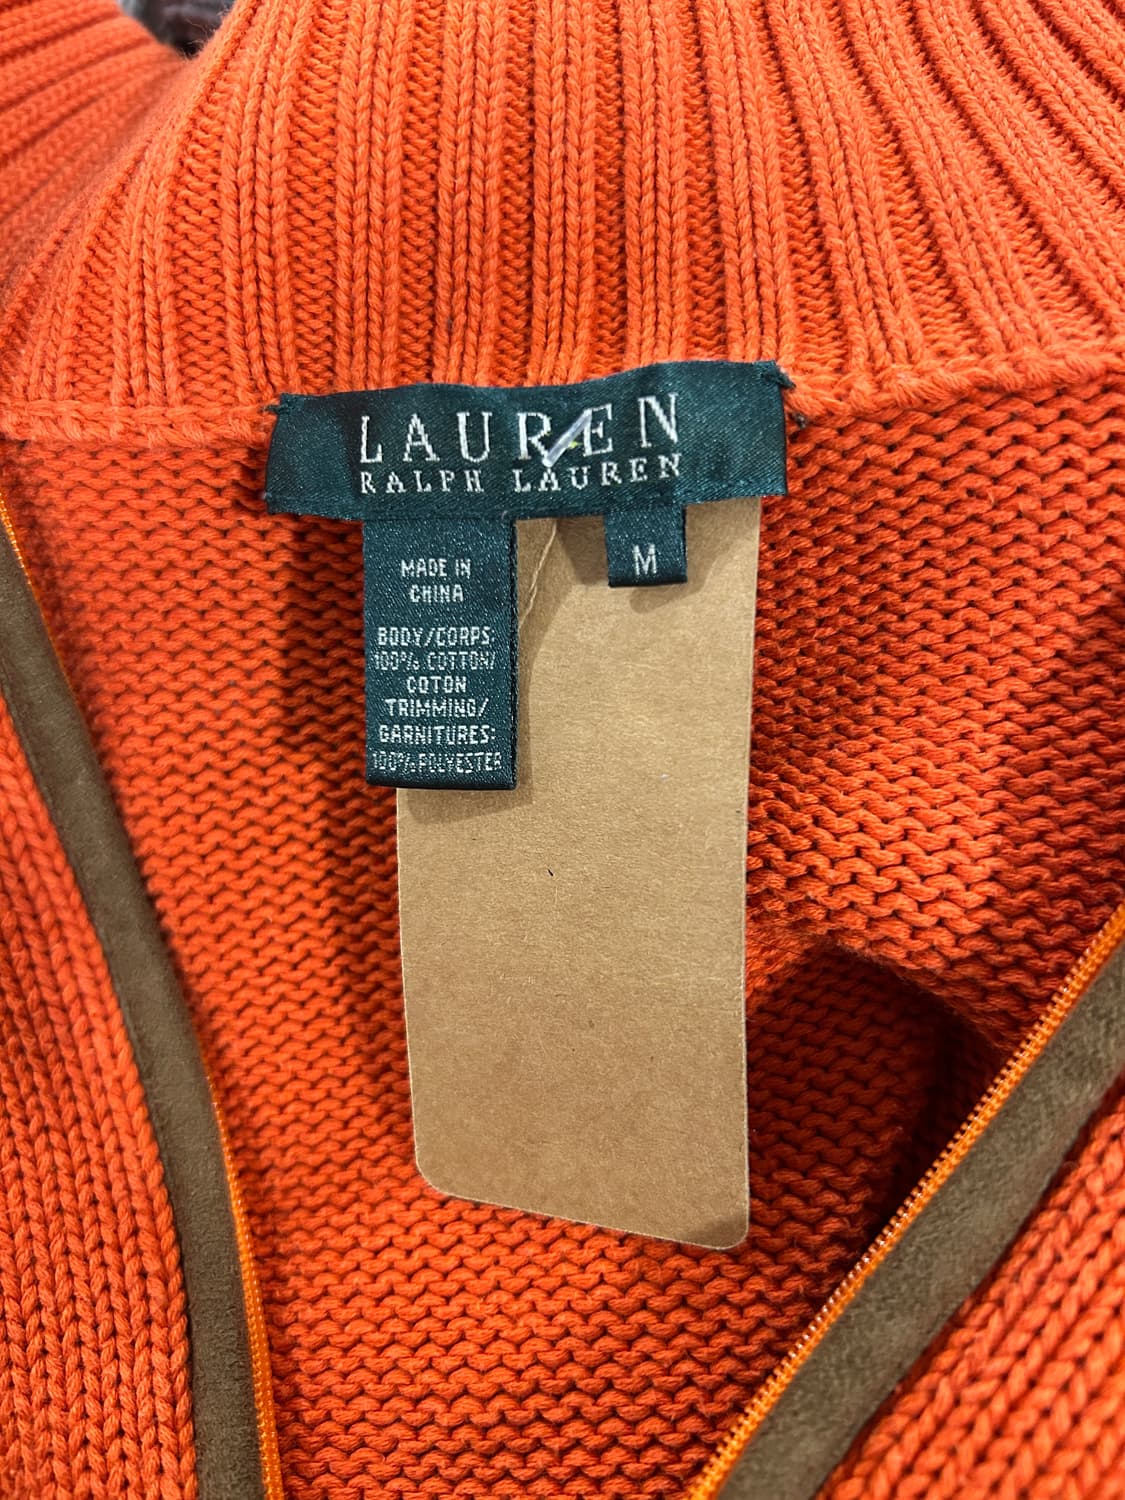 LAUREN
RALPH LAUREN
M
MADE IN
CHINA
BODY/CORPS:
100% COTTON/
COTON
TRIMMING/
GARNITURES:
100% POLYESTER